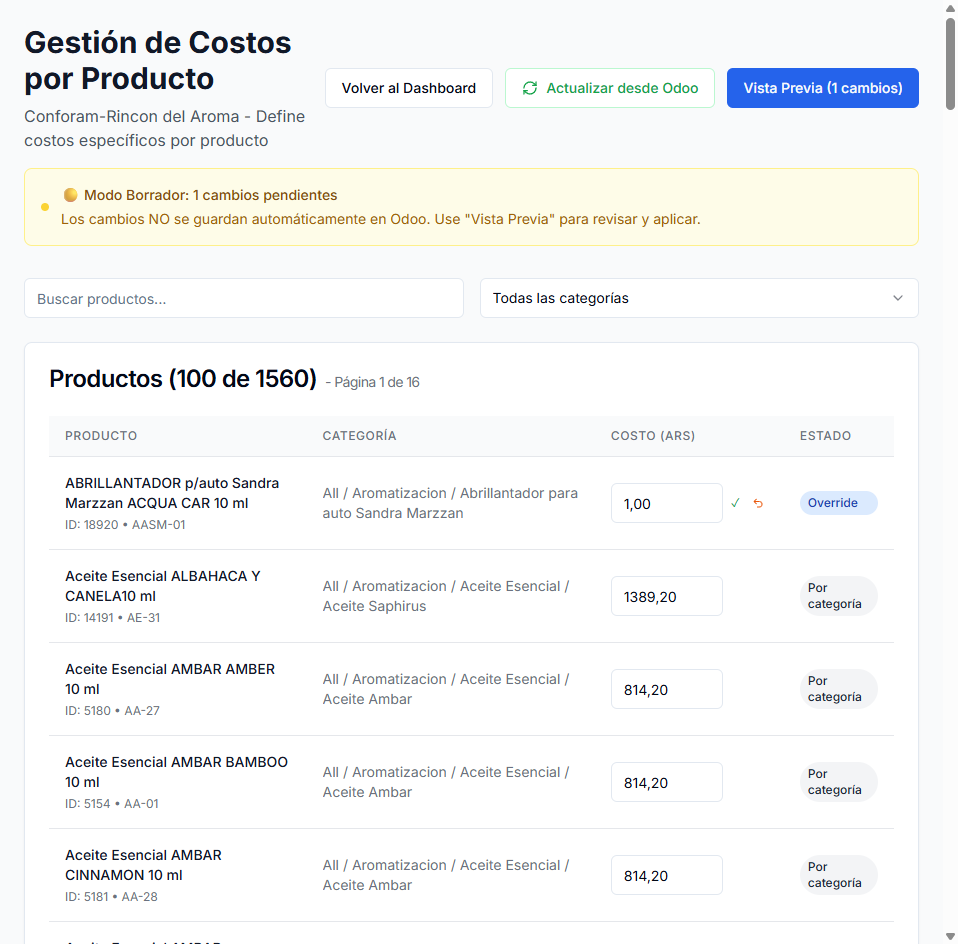 Gestión de Costos
por Producto
Conforam-Rincon del Aroma - Define
costos específicos por producto
Volver al Dashboard
Actualizar desde Odoo
Vista Previa (1 cambios)
Modo Borrador: 1 cambios pendientes
Los cambios NO se guardan automáticamente en Odoo. Use "Vista Previa" para revisar y aplicar.
Buscar productos...
Todas las categorías
Productos (100 de 1560) - Página 1 de 16
PRODUCTO CATEGORÍA COSTO (ARS) ESTADO
ABRILLANTADOR p/auto Sandra
Marzzan ACQUA CAR 10 ml
ID: 18920 • AASM-01
All / Aromatizacion / Abrillantador para
auto Sandra Marzzan
1,00
Override
Aceite Esencial ALBAHACA Y
CANELA10 ml
ID: 14191 • AE-31
All / Aromatizacion / Aceite Esencial /
Aceite Saphirus
1389,20
Por
categoría
Aceite Esencial AMBAR AMBER
10 ml
ID: 5180 • AA-27
All / Aromatizacion / Aceite Esencial /
Aceite Ambar
814,20
Por
categoría
Aceite Esencial AMBAR BAMBOO
10 ml
ID: 5154 • AA-01
All / Aromatizacion / Aceite Esencial /
Aceite Ambar
814,20
Por
categoría
Aceite Esencial AMBAR
CINNAMON 10 ml
ID: 5181 • AA-28
All / Aromatizacion / Aceite Esencial /
Aceite Ambar
814,20
Por
categoría